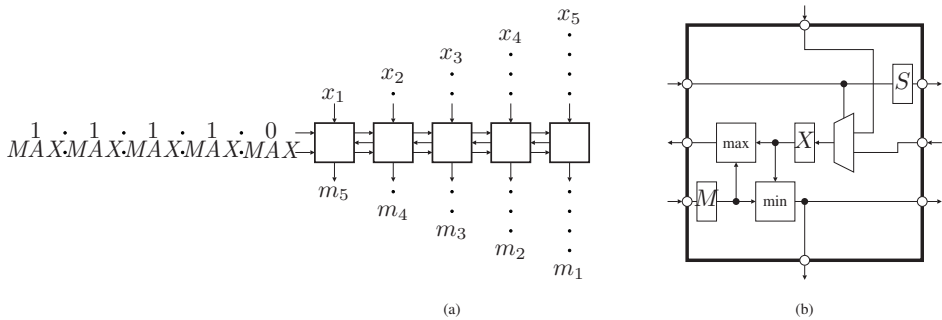 x₅
x₄
x₃
x₂
x₁
1 1 1 1 0
MAX MAX MAX MAX MAX
m₅
m₄
m₃
m₂
m₁
(a)
S
max
X
M
min
(b)